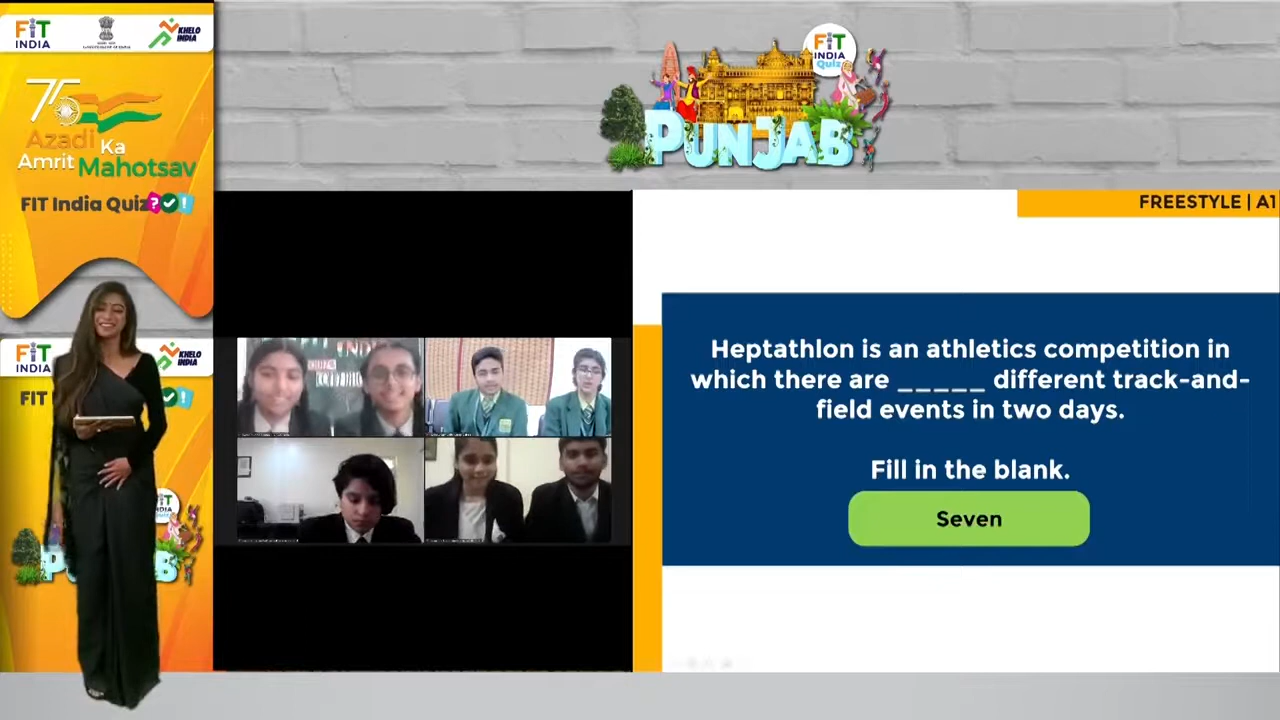 FiT
INDIA
KHELO
INDIA
75
Azadi Ka
Amrit Mahotsav
FIT India Quiz?!
FiT
INDIA
KHELO
INDIA
FIT
FiT
INDIA
Quiz
PUNJAB
FREESTYLE | A1
Heptathlon is an athletics competition in
which there are _____ different track-and-
field events in two days.
Fill in the blank.
Seven